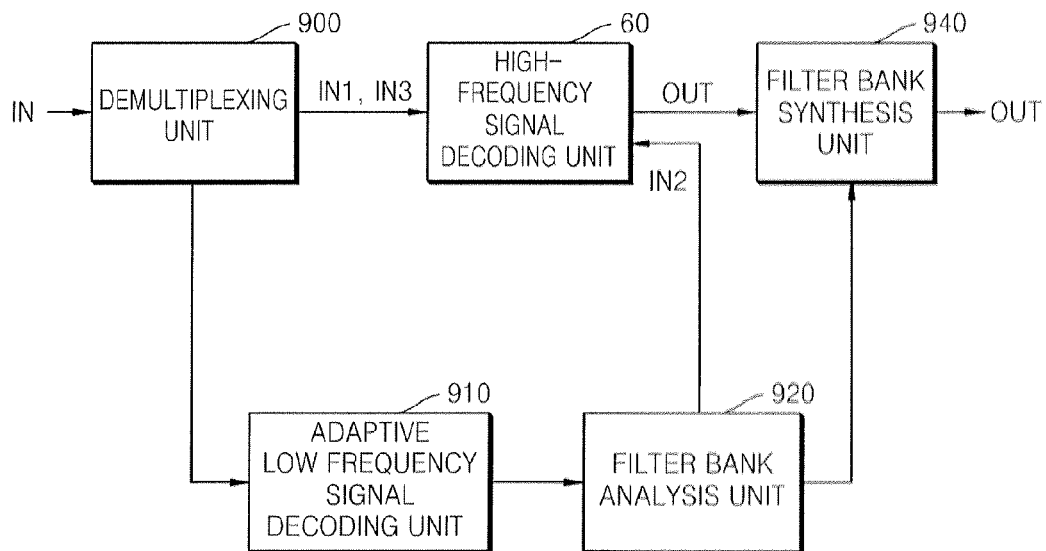 900
60
940
IN
DEMULTIPLEXING
UNIT
IN1, IN3
HIGH-
FREQUENCY
SIGNAL
DECODING UNIT
OUT
FILTER BANK
SYNTHESIS
UNIT
OUT
IN2
910
920
ADAPTIVE
LOW FREQUENCY
SIGNAL
DECODING UNIT
FILTER BANK
ANALYSIS UNIT